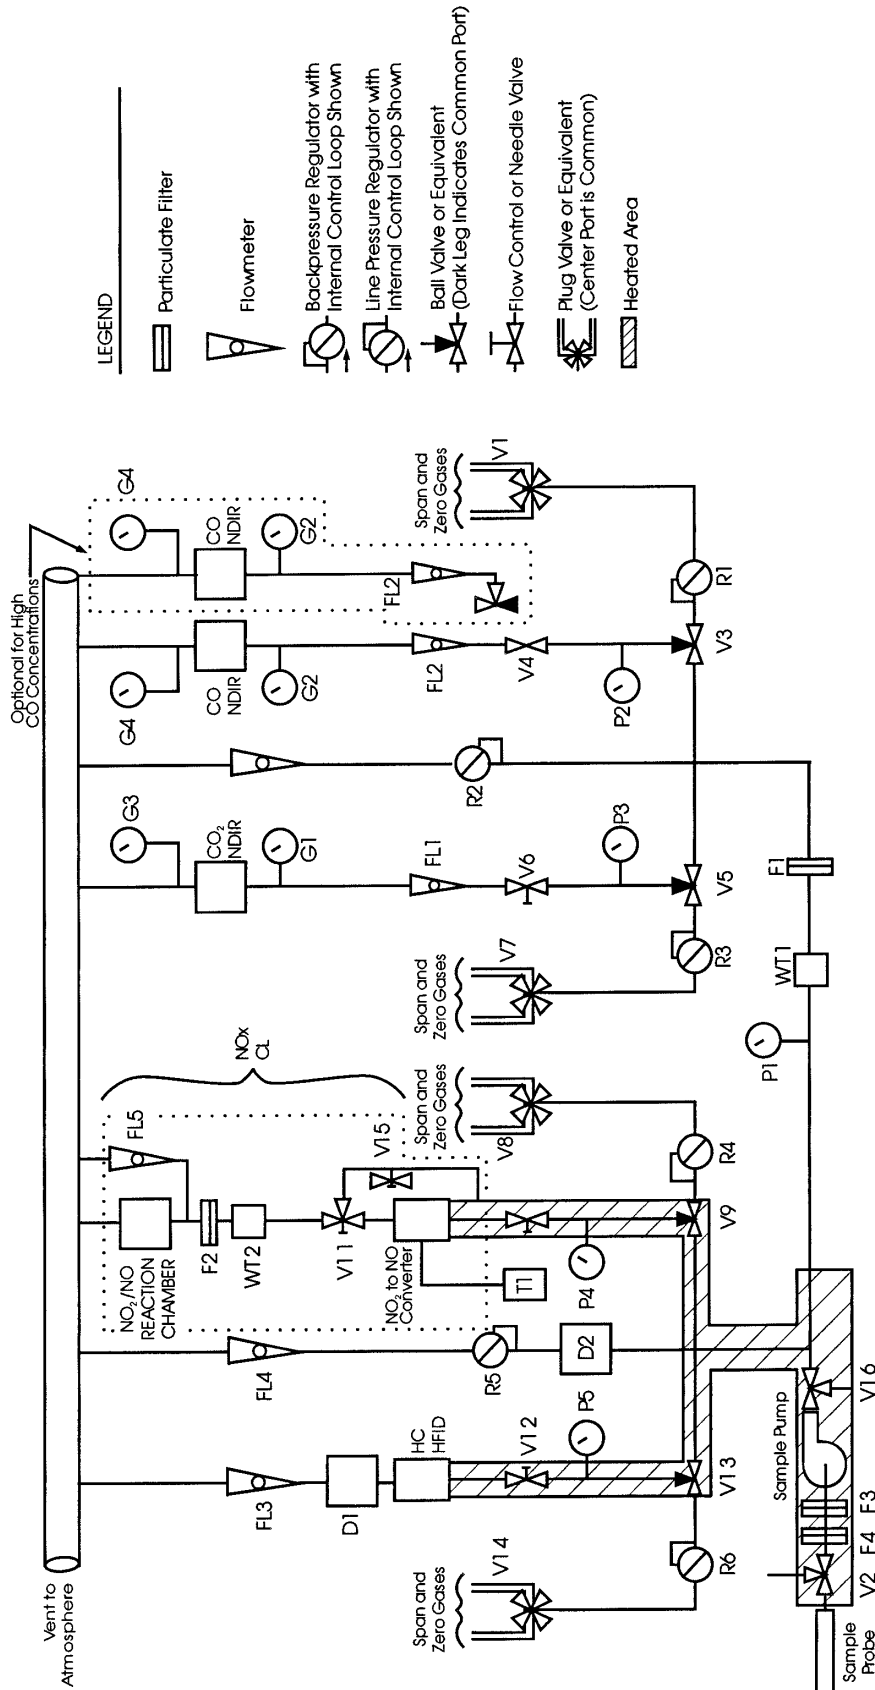 LEGEND
Particulate Filter
Flowmeter
Backpressure Regulator with
Internal Control Loop Shown
Line Pressure Regulator with
Internal Control Loop Shown
Ball Valve or Equivalent
(Dark Leg Indicates Common Port)
Flow Control or Needle Valve
Plug Valve or Equivalent
(Center Port is Common)
Heated Area
Vent to
Atmosphere
Optional for High
CO Concentrations
G4
CO
NDIR
G2
FL2
Span and
Zero Gases
V1
R1
G4
CO
NDIR
G2
FL2
V4
P2
V3
R2
G3
CO₂
NDIR
G1
FL1
V6
P3
V5
F1
Span and
Zero Gases
V7
R3
WT1
P1
NOx
CL
FL5
NO₂/NO
REACTION
CHAMBER
F2
WT2
V11
V15
NO₂ to NO
Converter
T1
P4
Span and
Zero Gases
V8
R4
V9
FL4
R5
D2
FL3
D1
HC
HFID
V12
P5
V13
Span and
Zero Gases
V14
R6
Sample Pump
V16
F3
F4
V2
Sample
Probe